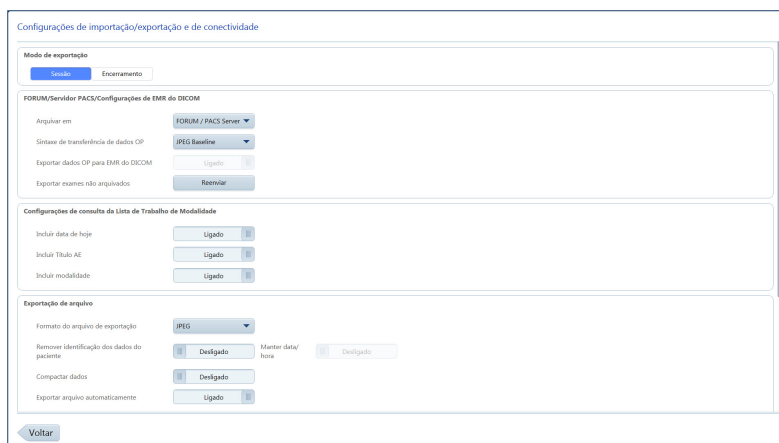 Configurações de importação/exportação e de conectividade
Modo de exportação
Sessão
Encerramento
FORUM/Servidor PACS/Configurações de EMR do DICOM
Arquivar em
FORUM / PACS Server
Sintaxe de transferência de dados OP
JPEG Baseline
Exportar dados OP para EMR do DICOM
Ligado
Exportar exames não arquivados
Reenviar
Configurações de consulta da Lista de Trabalho de Modalidade
Incluir data de hoje
Ligado
Incluir Título AE
Ligado
Incluir modalidade
Ligado
Exportação de arquivo
Formato do arquivo de exportação
JPEG
Remover identificação dos dados do
paciente
Desligado
Manter data/
hora
Desligado
Compactar dados
Desligado
Exportar arquivo automaticamente
Ligado
Voltar